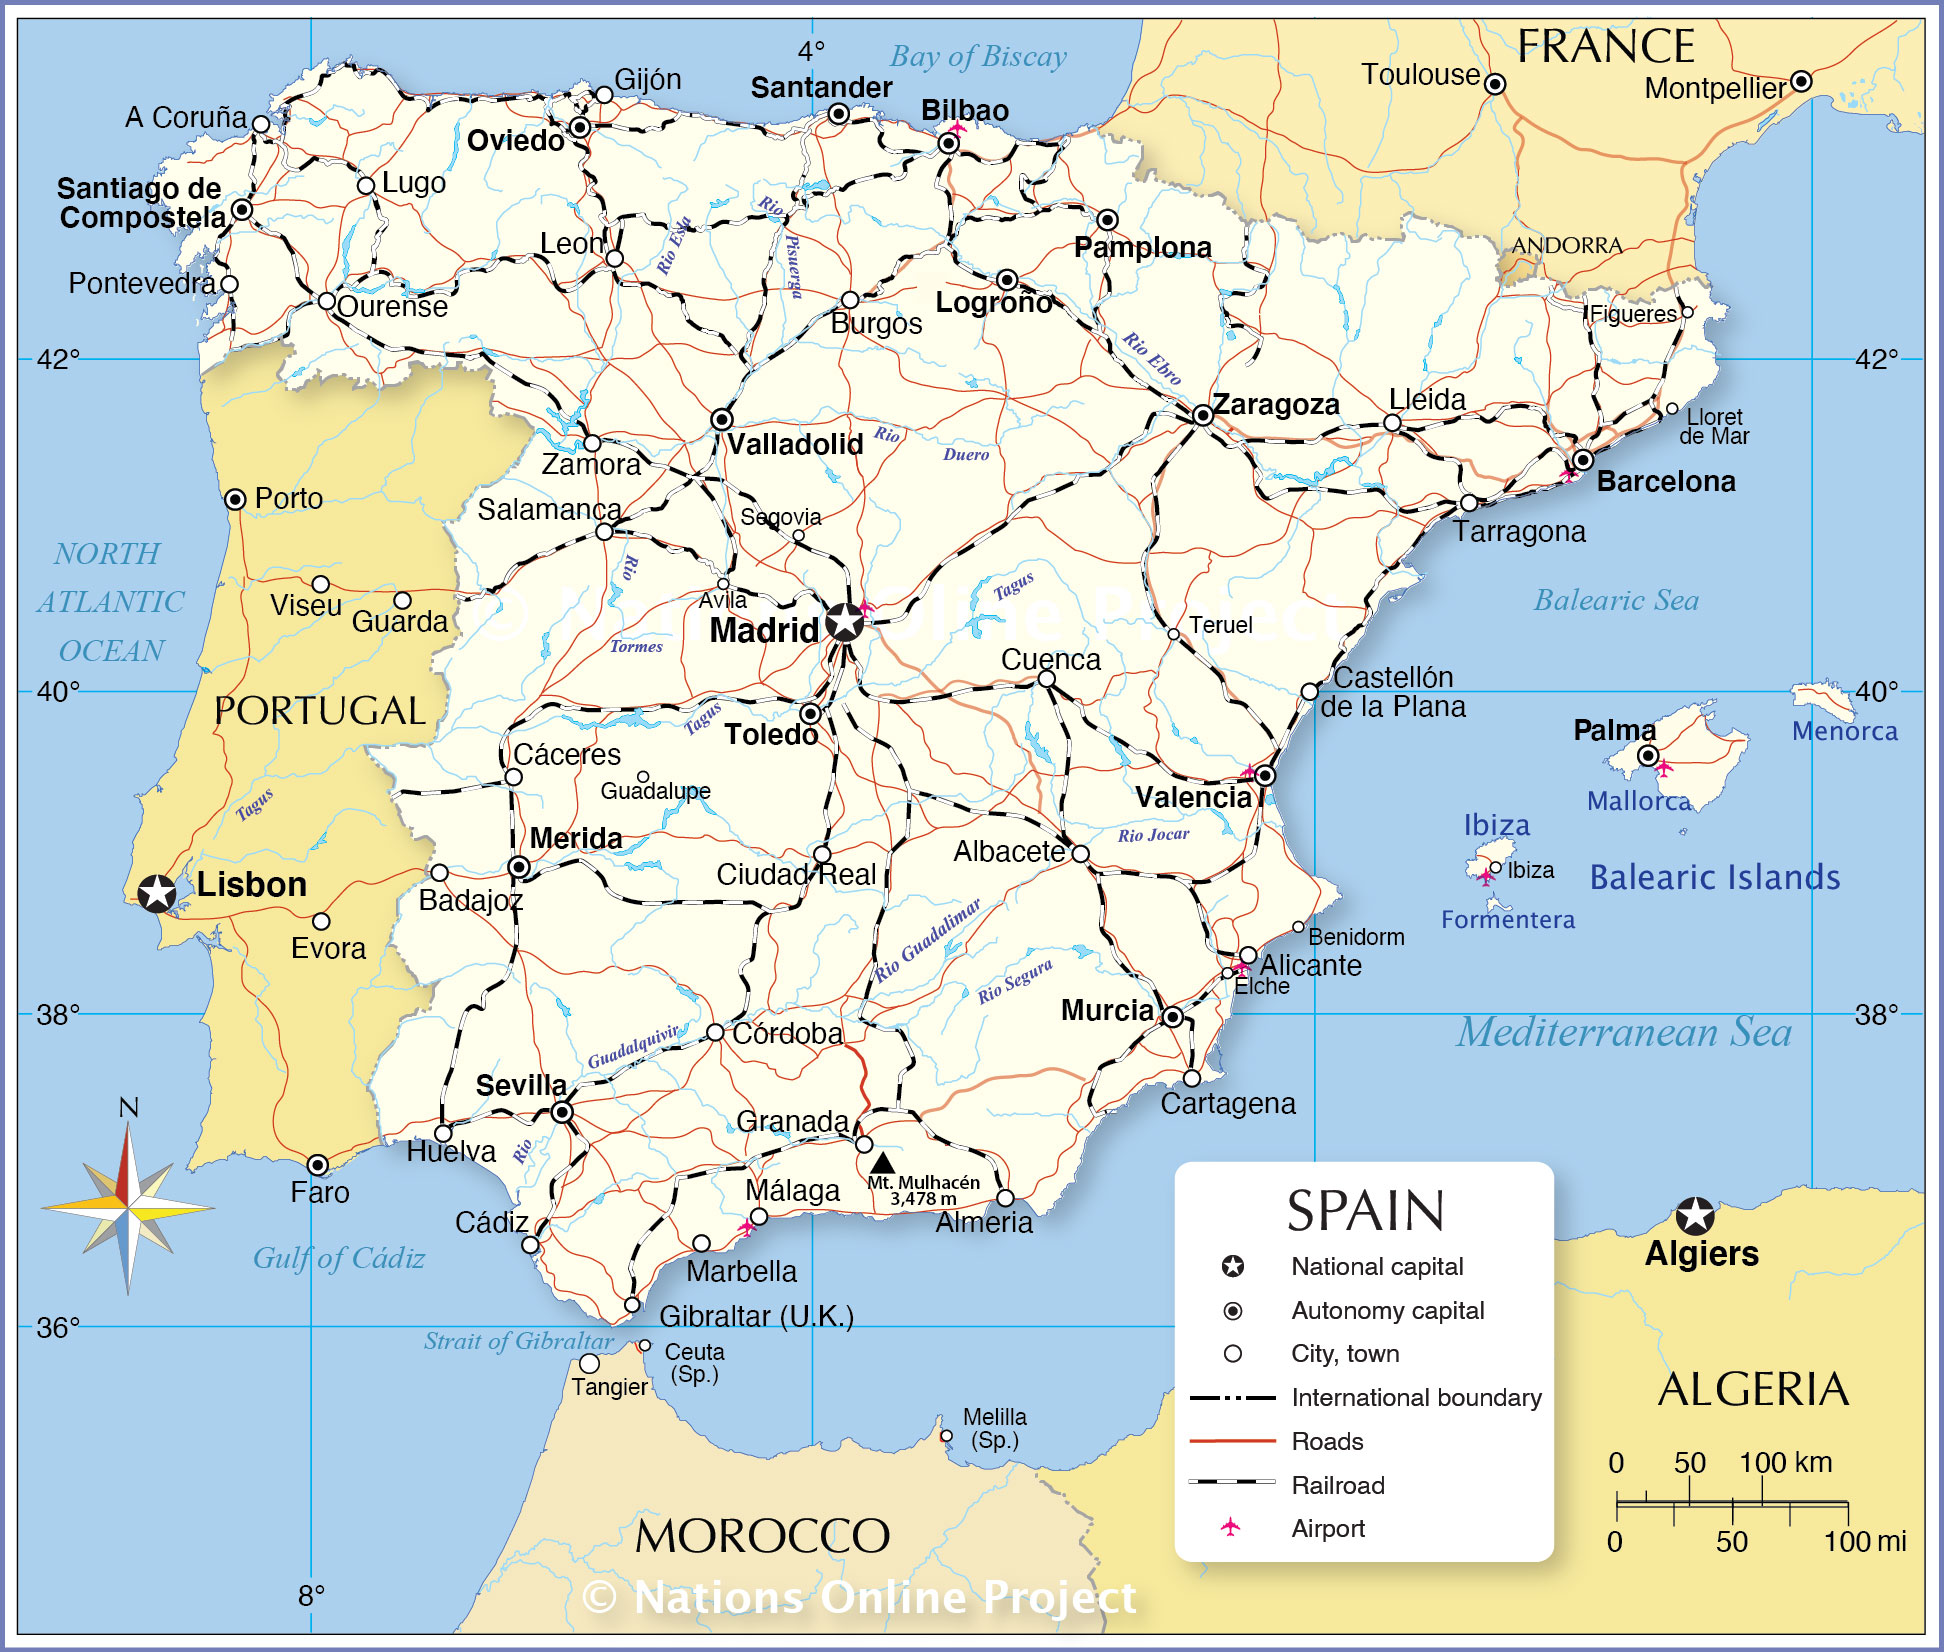 4°
Bay of Biscay
FRANCE
Toulouse
Montpellier
Gijón
Santander
Bilbao
A Coruña
Oviedo
Lugo
Santiago de
Compostela
Rio
Rio Esla
Pisuerga
Leon
Pamplona
ANDORRA
Pontevedra
Ourense
Burgos
Logroño
Figueres
42°
42°
Rio Ebro
Zaragoza
Lleida
Lloret
de Mar
Valladolid
Rio
Duero
Zamora
Barcelona
Porto
Salamanca
Segovia
Tarragona
NORTH
ATLANTIC
OCEAN
Rio
Tormes
Viseu
Guarda
Avila
Madrid
Tagus
Teruel
Balearic Sea
Cuenca
Castellón
de la Plana
40°
40°
PORTUGAL
Tagus
Toledo
Palma
Menorca
Cáceres
Guadalupe
Valencia
Mallorca
Tagus
Merida
Albacete
Rio Jocar
Ibiza
Ibiza
Balearic Islands
Formentera
Lisbon
Badajoz
Ciudad Real
Evora
Rio Guadalimar
Rio Segura
Benidorm
Alicante
Elche
38°
38°
Murcia
Mediterranean Sea
Guadalquivir
Córdoba
Sevilla
Cartagena
N
Huelva
Rio
Granada
Mt. Mulhacén
3,478 m
Faro
Málaga
Almeria
Cádiz
Gulf of Cádiz
Marbella
Algiers
36°
Gibraltar (U.K.)
Strait of Gibraltar
Ceuta
(Sp.)
Tangier
Melilla
(Sp.)
ALGERIA
MOROCCO
8°
SPAIN
National capital
Autonomy capital
City, town
International boundary
Roads
Railroad
Airport
0 50 100 km
0 50 100 mi
© Nations Online Project
© Nations Online Project